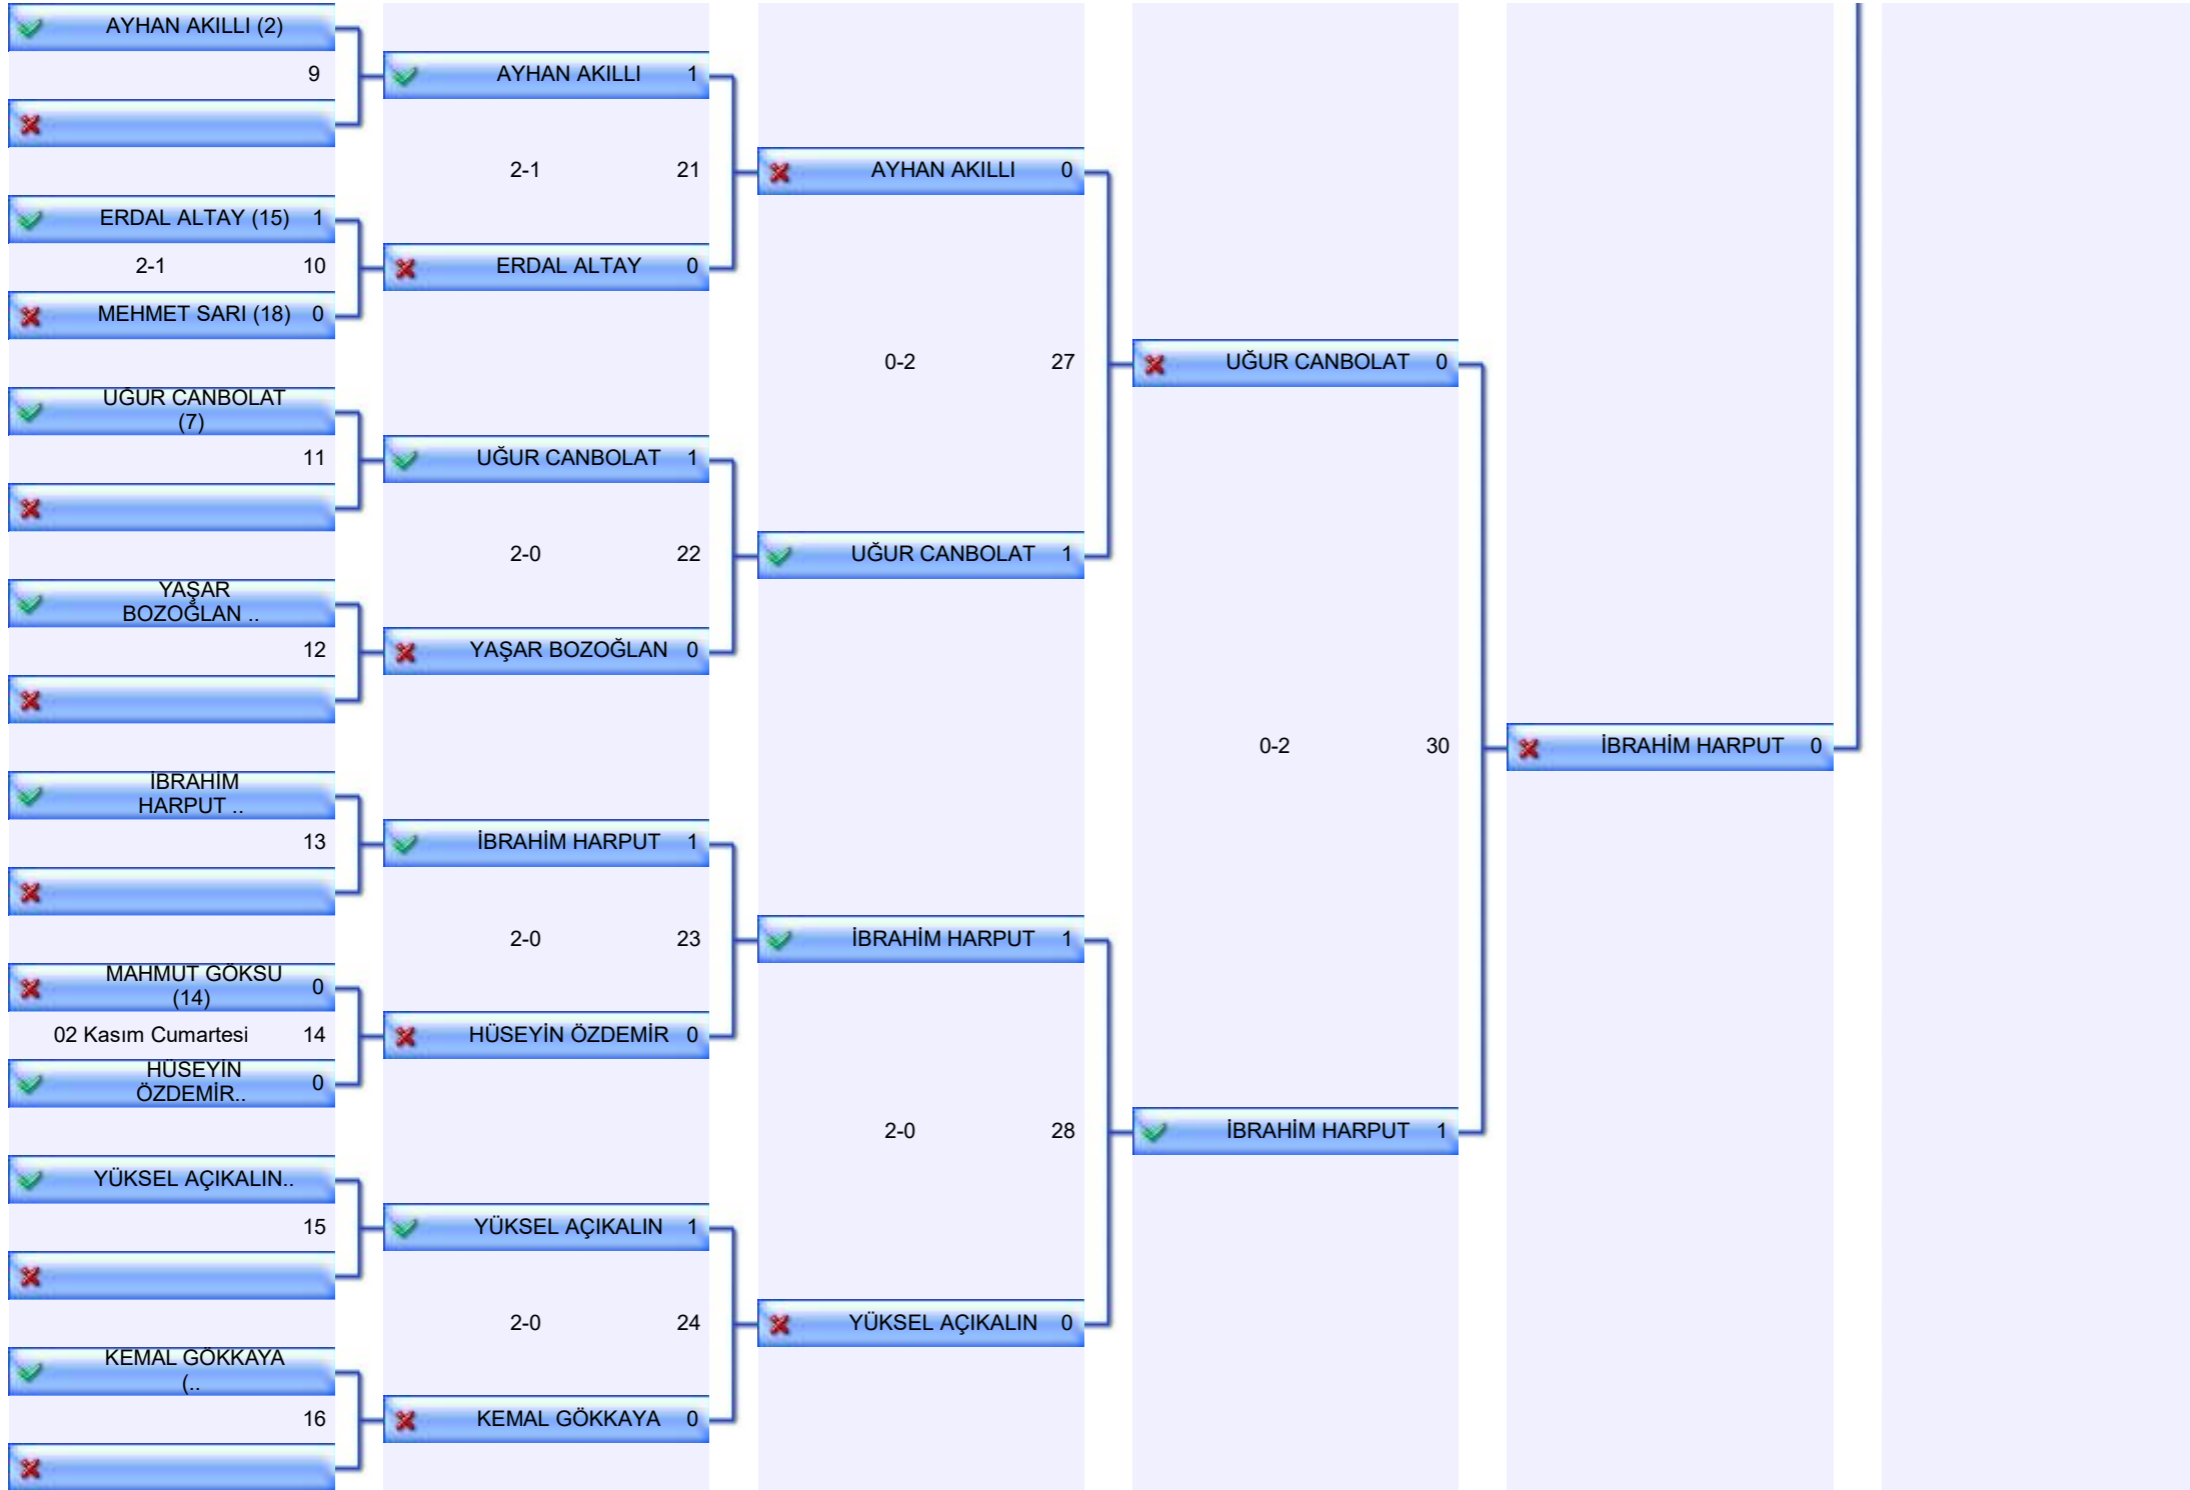 AYHAN AKILLI (2)
9
AYHAN AKILLI 1
2-1 21
AYHAN AKILLI 0
ERDAL ALTAY (15) 1
2-1 10
ERDAL ALTAY 0
MEHMET SARI (18) 0
0-2 27
UĞUR CANBOLAT 0
UĞUR CANBOLAT
(7)
11
UĞUR CANBOLAT 1
2-0 22
UĞUR CANBOLAT 1
YAŞAR
BOZOĞLAN ..
12
YAŞAR BOZOĞLAN 0
0-2 30
İBRAHİM HARPUT 0
İBRAHİM
HARPUT ..
13
İBRAHİM HARPUT 1
2-0 23
İBRAHİM HARPUT 1
MAHMUT GÖKSU
(14) 0
02 Kasım Cumartesi 14
HÜSEYİN ÖZDEMİR 0
HÜSEYİN
ÖZDEMİR.. 0
2-0 28
İBRAHİM HARPUT 1
YÜKSEL AÇIKALIN..
15
YÜKSEL AÇIKALIN 1
2-0 24
YÜKSEL AÇIKALIN 0
KEMAL GÖKKAYA
(..
16
KEMAL GÖKKAYA 0